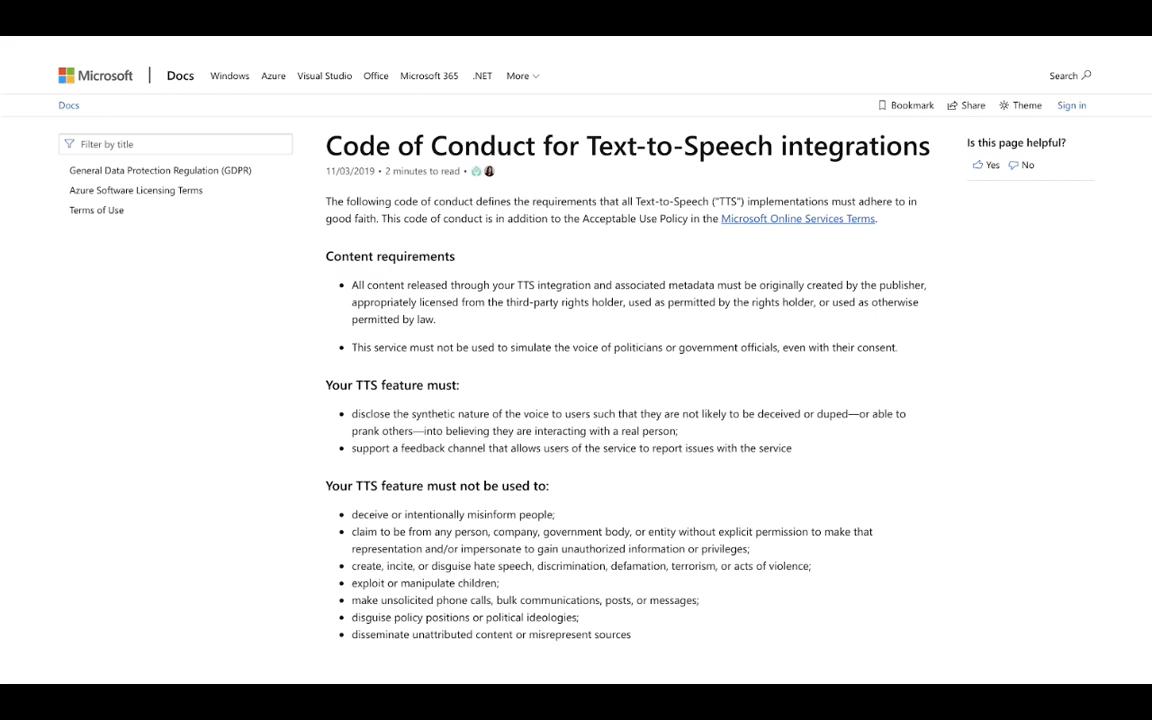 Microsoft
Docs Windows Azure Visual Studio Office Microsoft 365 .NET More
Search
Docs
Bookmark Share Theme Sign in
Filter by title
General Data Protection Regulation (GDPR)
Azure Software Licensing Terms
Terms of Use
Code of Conduct for Text-to-Speech integrations
11/03/2019 • 2 minutes to read •
The following code of conduct defines the requirements that all Text-to-Speech ("TTS") implementations must adhere to in
good faith. This code of conduct is in addition to the Acceptable Use Policy in the Microsoft Online Services Terms.
Content requirements
• All content released through your TTS integration and associated metadata must be originally created by the publisher,
appropriately licensed from the third-party rights holder, used as permitted by the rights holder, or used as otherwise
permitted by law.
• This service must not be used to simulate the voice of politicians or government officials, even with their consent.
Your TTS feature must:
• disclose the synthetic nature of the voice to users such that they are not likely to be deceived or duped—or able to
prank others—into believing they are interacting with a real person;
• support a feedback channel that allows users of the service to report issues with the service
Your TTS feature must not be used to:
• deceive or intentionally misinform people;
• claim to be from any person, company, government body, or entity without explicit permission to make that
representation and/or impersonate to gain unauthorized information or privileges;
• create, incite, or disguise hate speech, discrimination, defamation, terrorism, or acts of violence;
• exploit or manipulate children;
• make unsolicited phone calls, bulk communications, posts, or messages;
• disguise policy positions or political ideologies;
• disseminate unattributed content or misrepresent sources
Is this page helpful?
Yes No